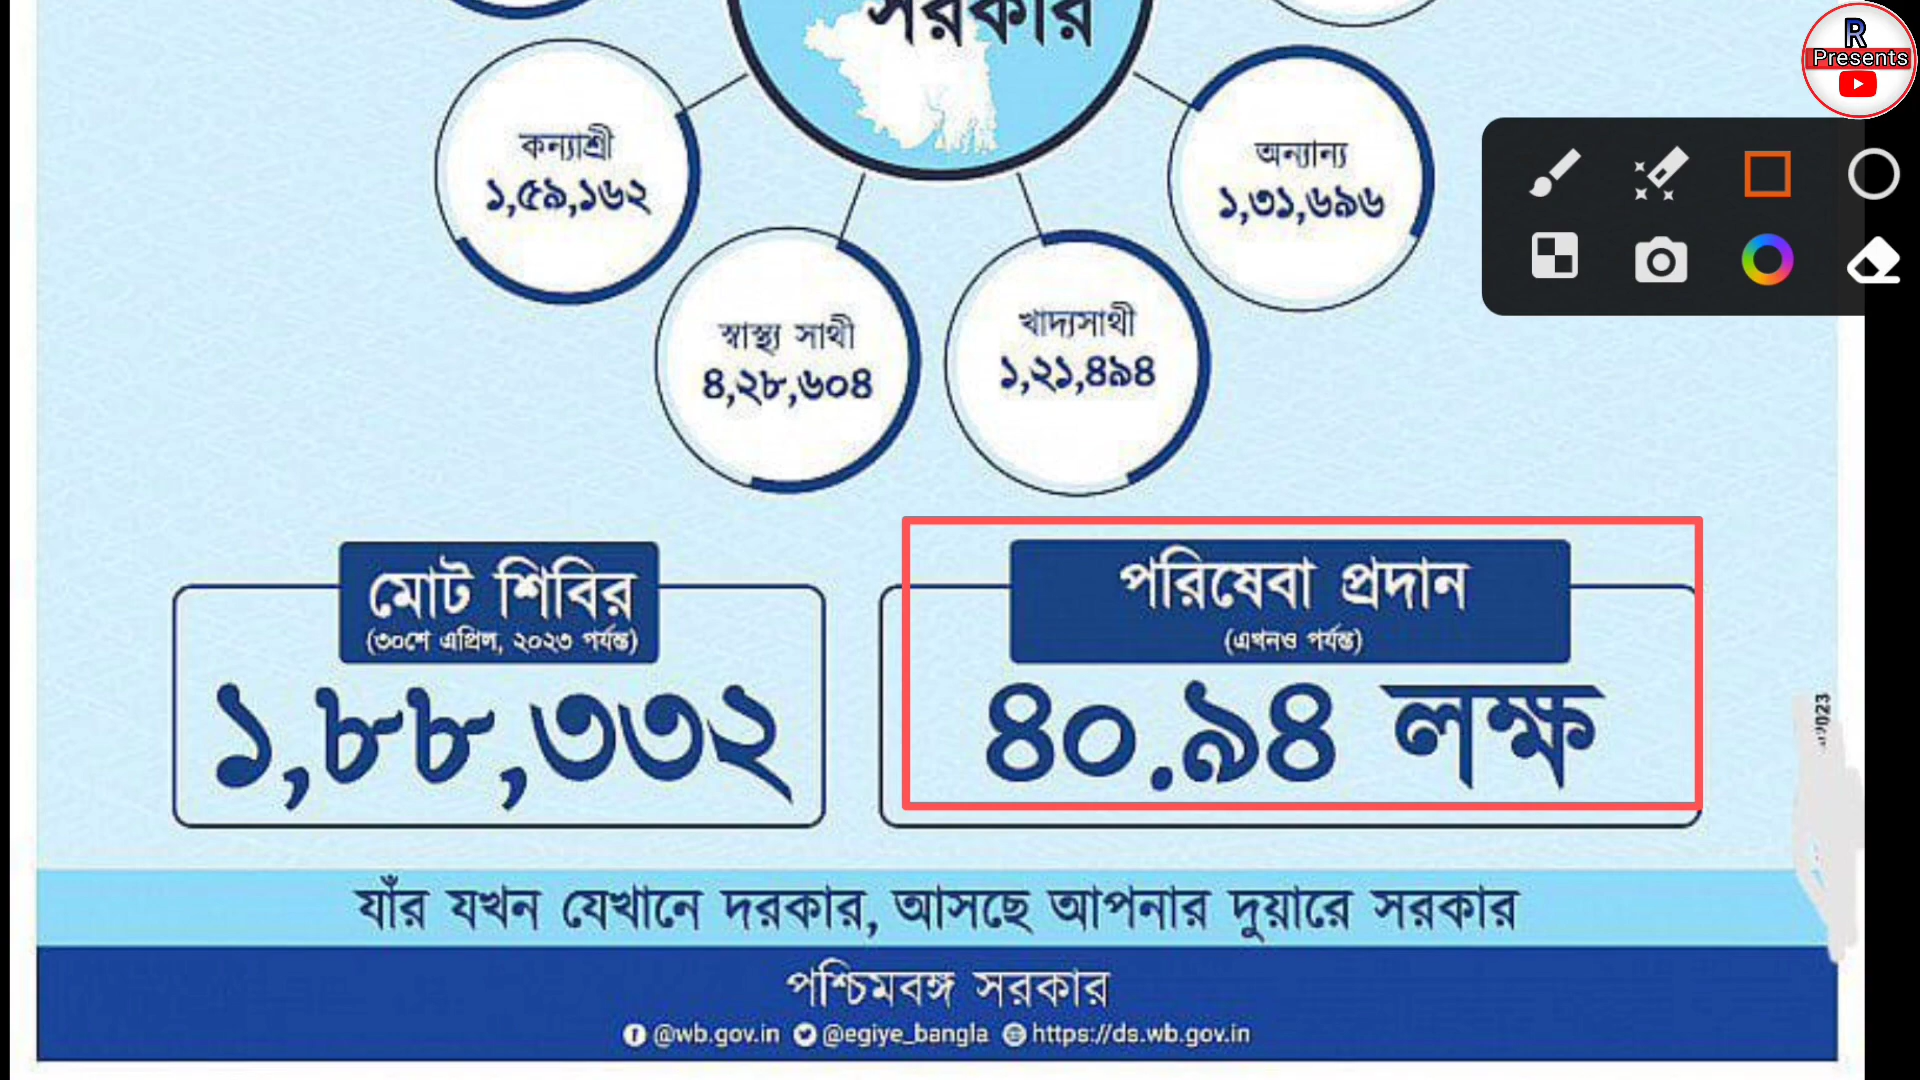 সরকার
R
Presents
কন্যাশ্রী
১,৫৯,১৬২
অন্যান্য
১,৩১,৬৯৬
স্বাস্থ্য সাথী
৪,২৮,৬০৪
খাদ্যসাথী
১,২১,৪৯৪
মোট শিবির
(৩০শে এপ্রিল, ২০২৩ পর্যন্ত)
১,৮৮,৩৩২
পরিষেবা প্রদান
(এখনও পর্যন্ত)
৪০.৯৪ লক্ষ
যাঁর যখন যেখানে দরকার, আসছে আপনার দুয়ারে সরকার
পশ্চিমবঙ্গ সরকার
@wb.gov.in @egiye_bangla https://ds.wb.gov.in